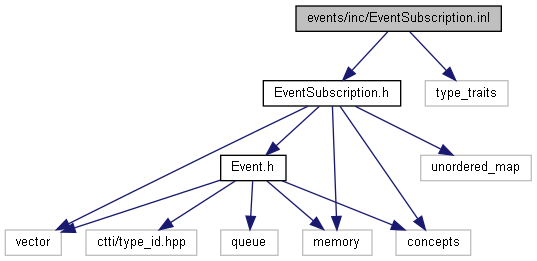 events/inc/EventSubscription.inl
EventSubscription.h
type_traits
Event.h
unordered_map
vector
ctti/type_id.hpp
queue
memory
concepts